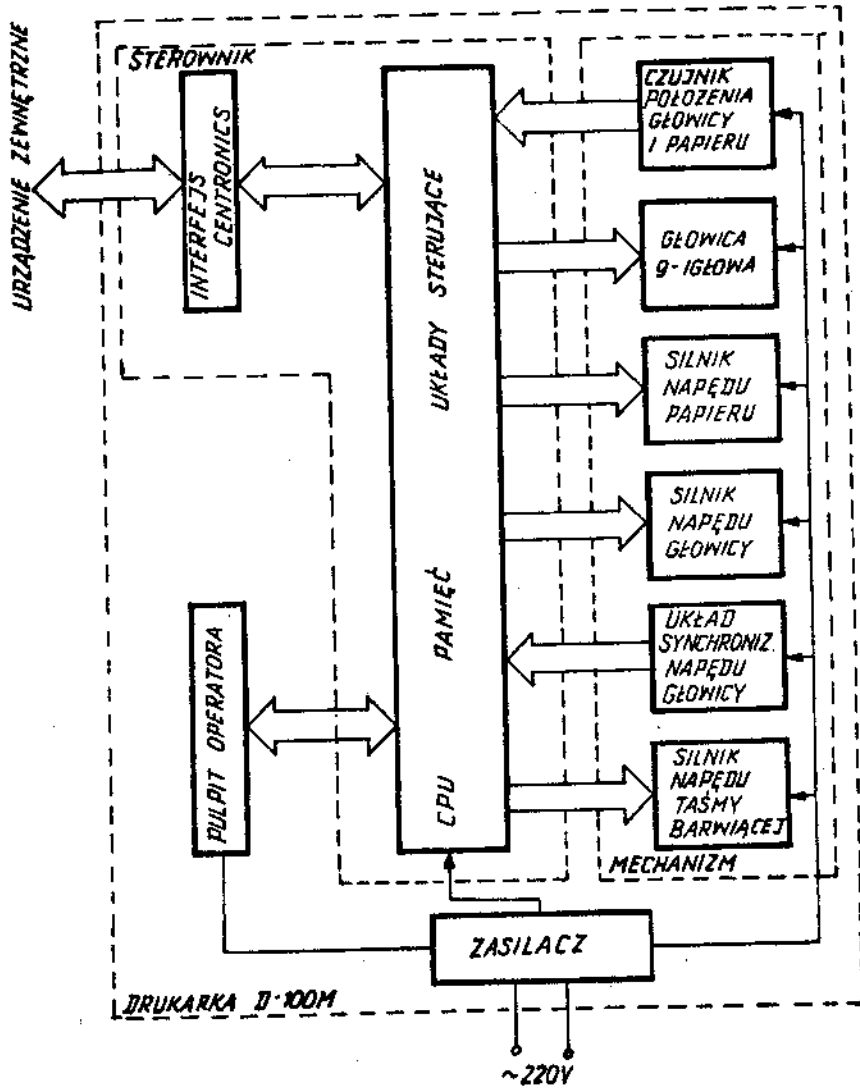 URZĄDZENIE ZEWNĘTRZNE
STEROWNIK
INTERFEJS
CENTRONICS
CPU PAMIĘĆ UKŁADY STERUJĄCE
CZUJNIK
POŁOŻENIA
GŁOWICY
I PAPIERU
GŁOWICA
9-IGŁOWA
SILNIK
NAPĘDU
PAPIERU
SILNIK
NAPĘDU
GŁOWICY
UKŁAD
SYNCHRONIZ.
NAPĘDU
GŁOWICY
SILNIK
NAPĘDU
TAŚMY
BARWIĄCEJ
MECHANIZM
PULPIT OPERATORA
ZASILACZ
DRUKARKA D-100M
~220V